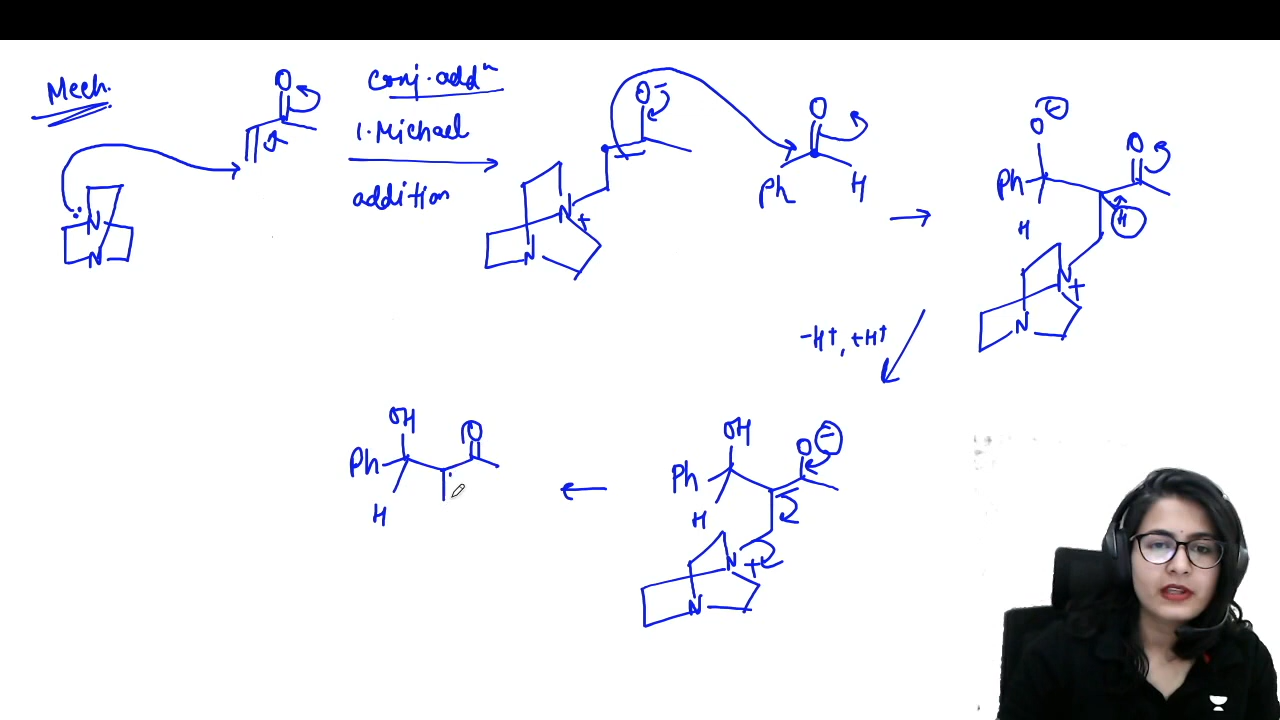 Mech.
O
Conj. addⁿ
1. Michael
addition
N
N
O⁻
N
+
N
O
Ph
H
⊖
O
O
Ph
H
H
N
+
N
-H⁺, +H⁺
OH
O
Ph
H
OH
O⊖
Ph
H
N
+
N